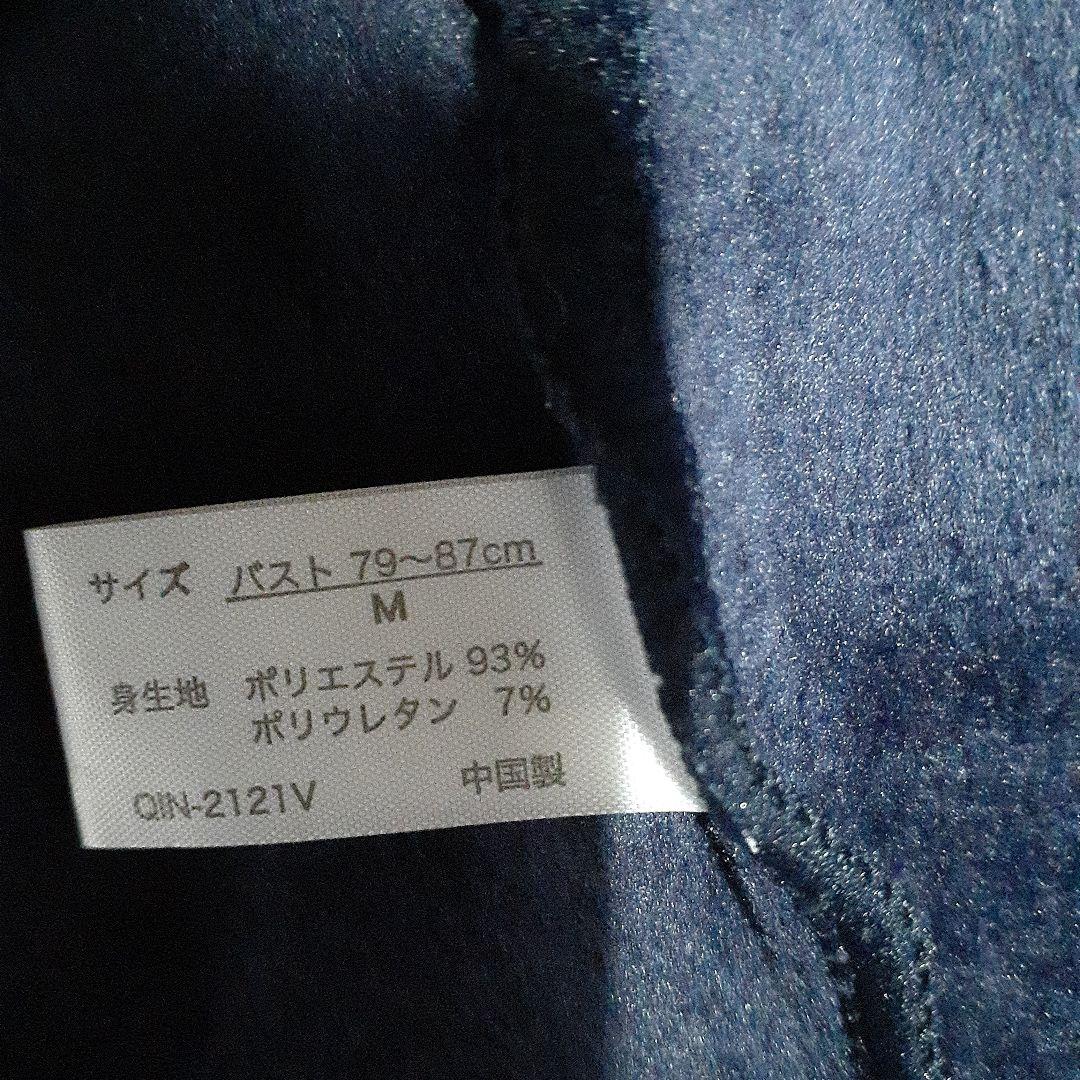 サイズ バスト 79～87cm
M
身生地 ポリエステル 93%
ポリウレタン 7%
QIN-2121V 中国製